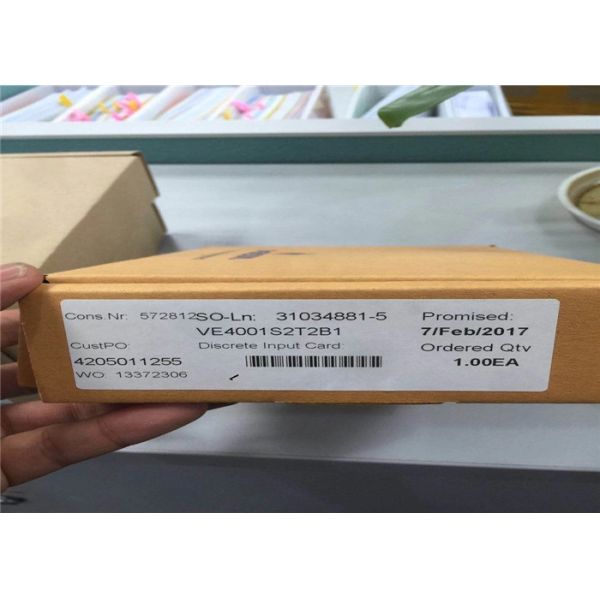 Cons.Nr: 572812 SO-Ln: 31034881-5 Promised:
VE4001S2T2B1 7/Feb/2017
CustPO: Discrete Input Card: Ordered Qty
4205011255 1.00EA
WO: 13372306